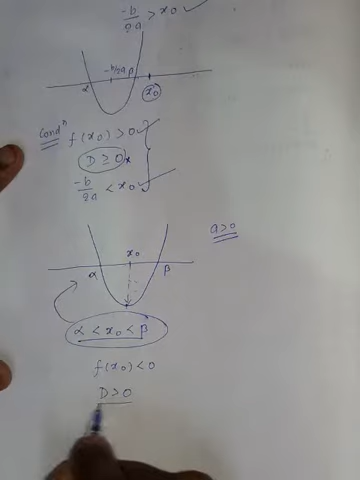 -b/2a > x₀ ✓
α -b/2a β x₀
Condⁿ f(x₀) > 0 ✓
D ≥ 0
-b/2a < x₀ ✓
a>0
x₀
α β
α < x₀ < β
f(x₀) < 0
D > 0